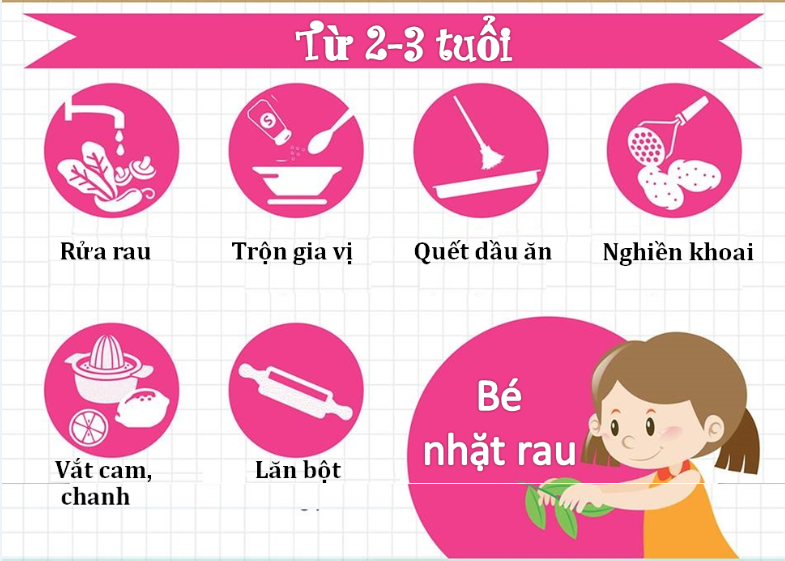 Từ 2-3 tuổi
S
Rửa rau
Trộn gia vị
Quết dầu ăn
Nghiền khoai
Vắt cam,
chanh
Lăn bột
Bé
nhặt rau